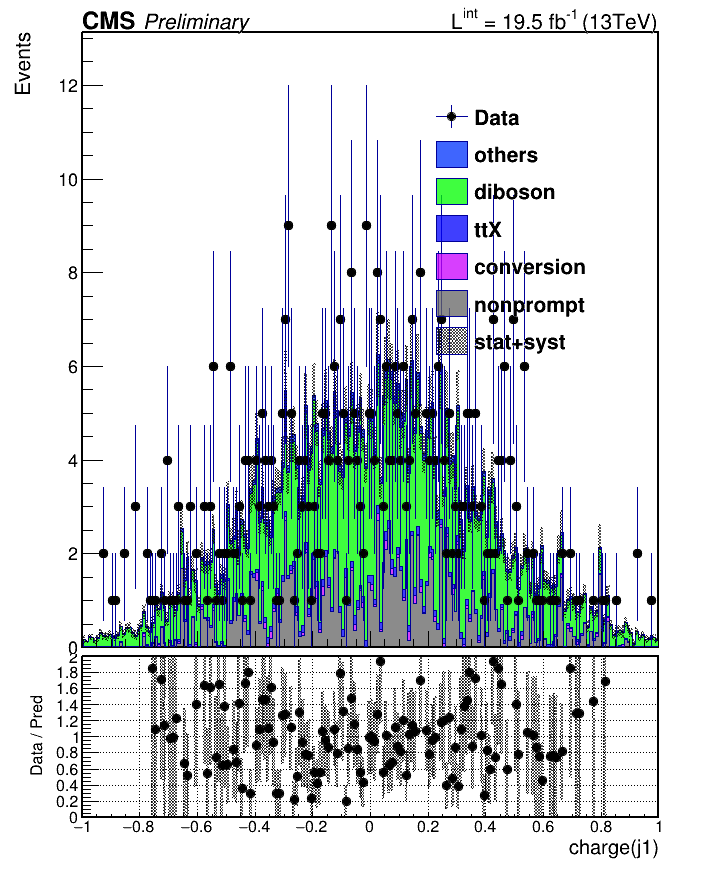 CMS Preliminary L^int = 19.5 fb^-1 (13TeV)
Events
12
10
8
6
4
2
0
Data
others
diboson
ttX
conversion
nonprompt
stat+syst
Data / Pred
2
1.8
1.6
1.4
1.2
1
0.8
0.6
0.4
0.2
0
−1 −0.8 −0.6 −0.4 −0.2 0 0.2 0.4 0.6 0.8 1
charge(j1)